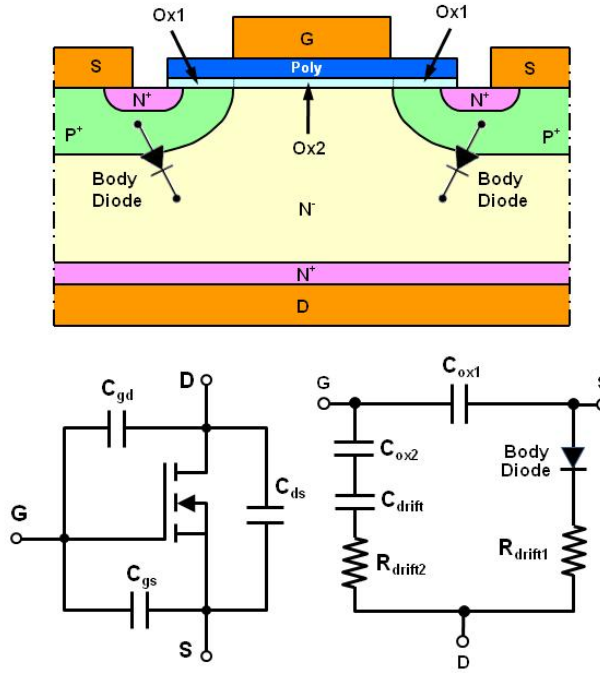 Ox1
Ox1
G
S
Poly
S
N+
N+
P+
P+
Ox2
Body
Diode
Body
Diode
N-
N+
D
Cgd
D
Cds
G
Cgs
S
Cox1
G
Body
Diode
Cox2
Cdrift
Rdrift2
Rdrift1
D